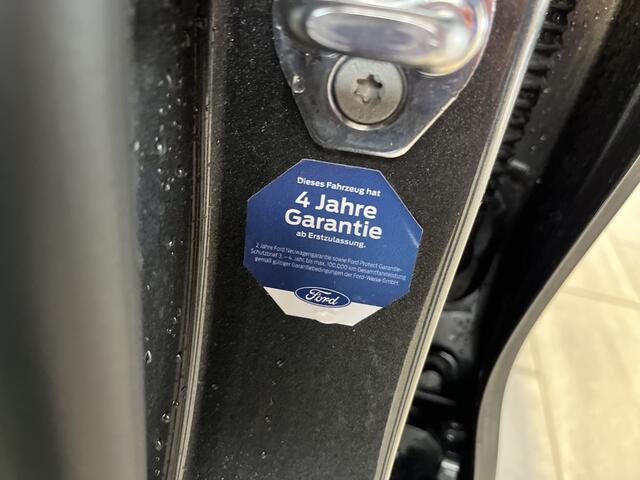 Dieses Fahrzeug hat
4 Jahre
Garantie
ab Erstzulassung.
2 Jahre Ford Neuwagengarantie sowie Ford Protect Garantie-
Schutzbrief 3. – 4. Jahr, bis max. 100.000 km Gesamtfahrleistung
gemäß gültiger Garantiebedingungen der Ford-Werke GmbH.
Ford